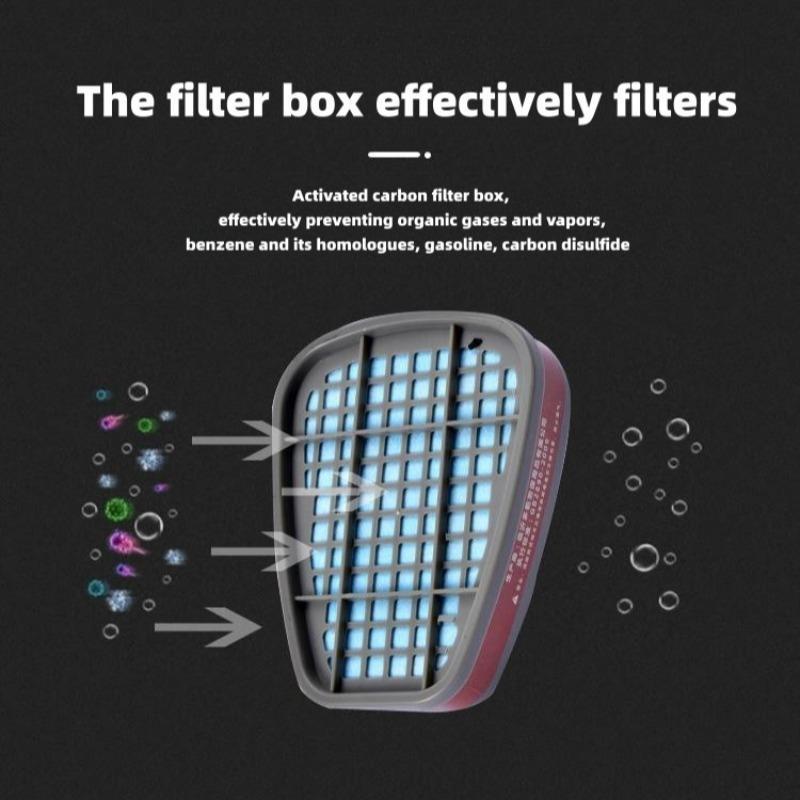 The filter box effectively filters
Activated carbon filter box,
effectively preventing organic gases and vapors,
benzene and its homologues, gasoline, carbon disulfide